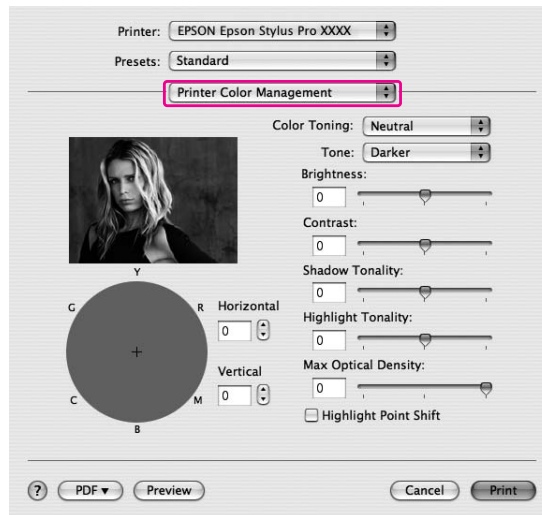 Printer: EPSON Epson Stylus Pro XXXX
Presets: Standard
Printer Color Management
Color Toning: Neutral
Tone: Darker
Brightness:
0
Contrast:
0
Shadow Tonality:
0
Highlight Tonality:
0
Max Optical Density:
0
Highlight Point Shift
Y
G R
C M
B
Horizontal
0
Vertical
0
? PDF▼ Preview Cancel Print